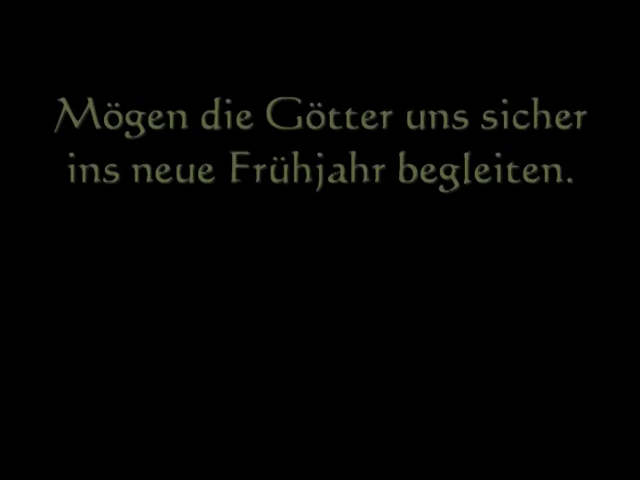 Mögen die Götter uns sicher
ins neue Frühjahr begleiten.